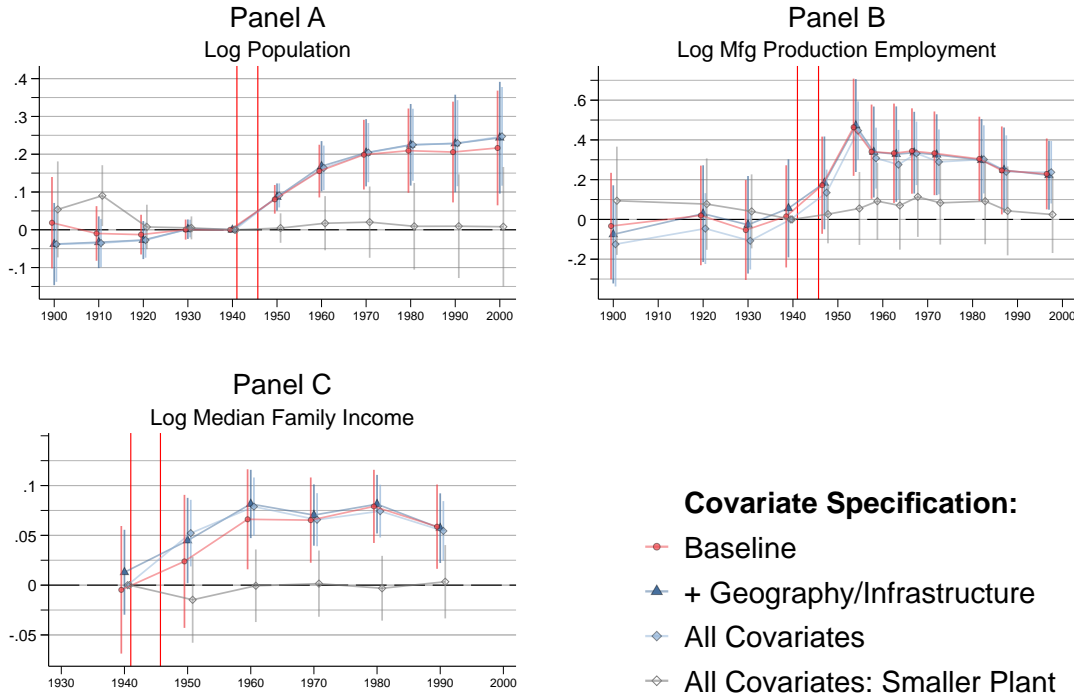 Panel A
Log Population
.4
.3
.2
.1
0
-.1
1900 1910 1920 1930 1940 1950 1960 1970 1980 1990 2000
Panel B
Log Mfg Production Employment
.6
.4
.2
0
-.2
1900 1910 1920 1930 1940 1950 1960 1970 1980 1990 2000
Panel C
Log Median Family Income
.1
.05
0
-.05
1930 1940 1950 1960 1970 1980 1990 2000
Covariate Specification:
Baseline
+ Geography/Infrastructure
All Covariates
All Covariates: Smaller Plant